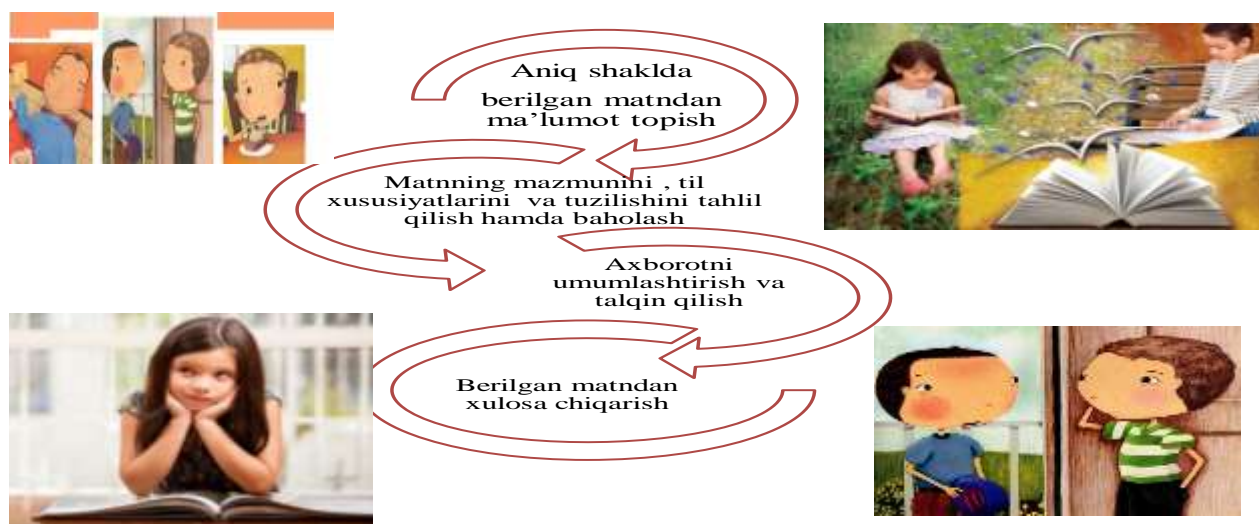 Aniq shaklda
berilgan matndan
ma’lumot topish
Matnning mazmunini , til
xususiyatlarini va tuzilishini tahlil
qilish hamda baholash
Axborotni
umumlashtirish va
talqin qilish
Berilgan matndan
xulosa chiqarish